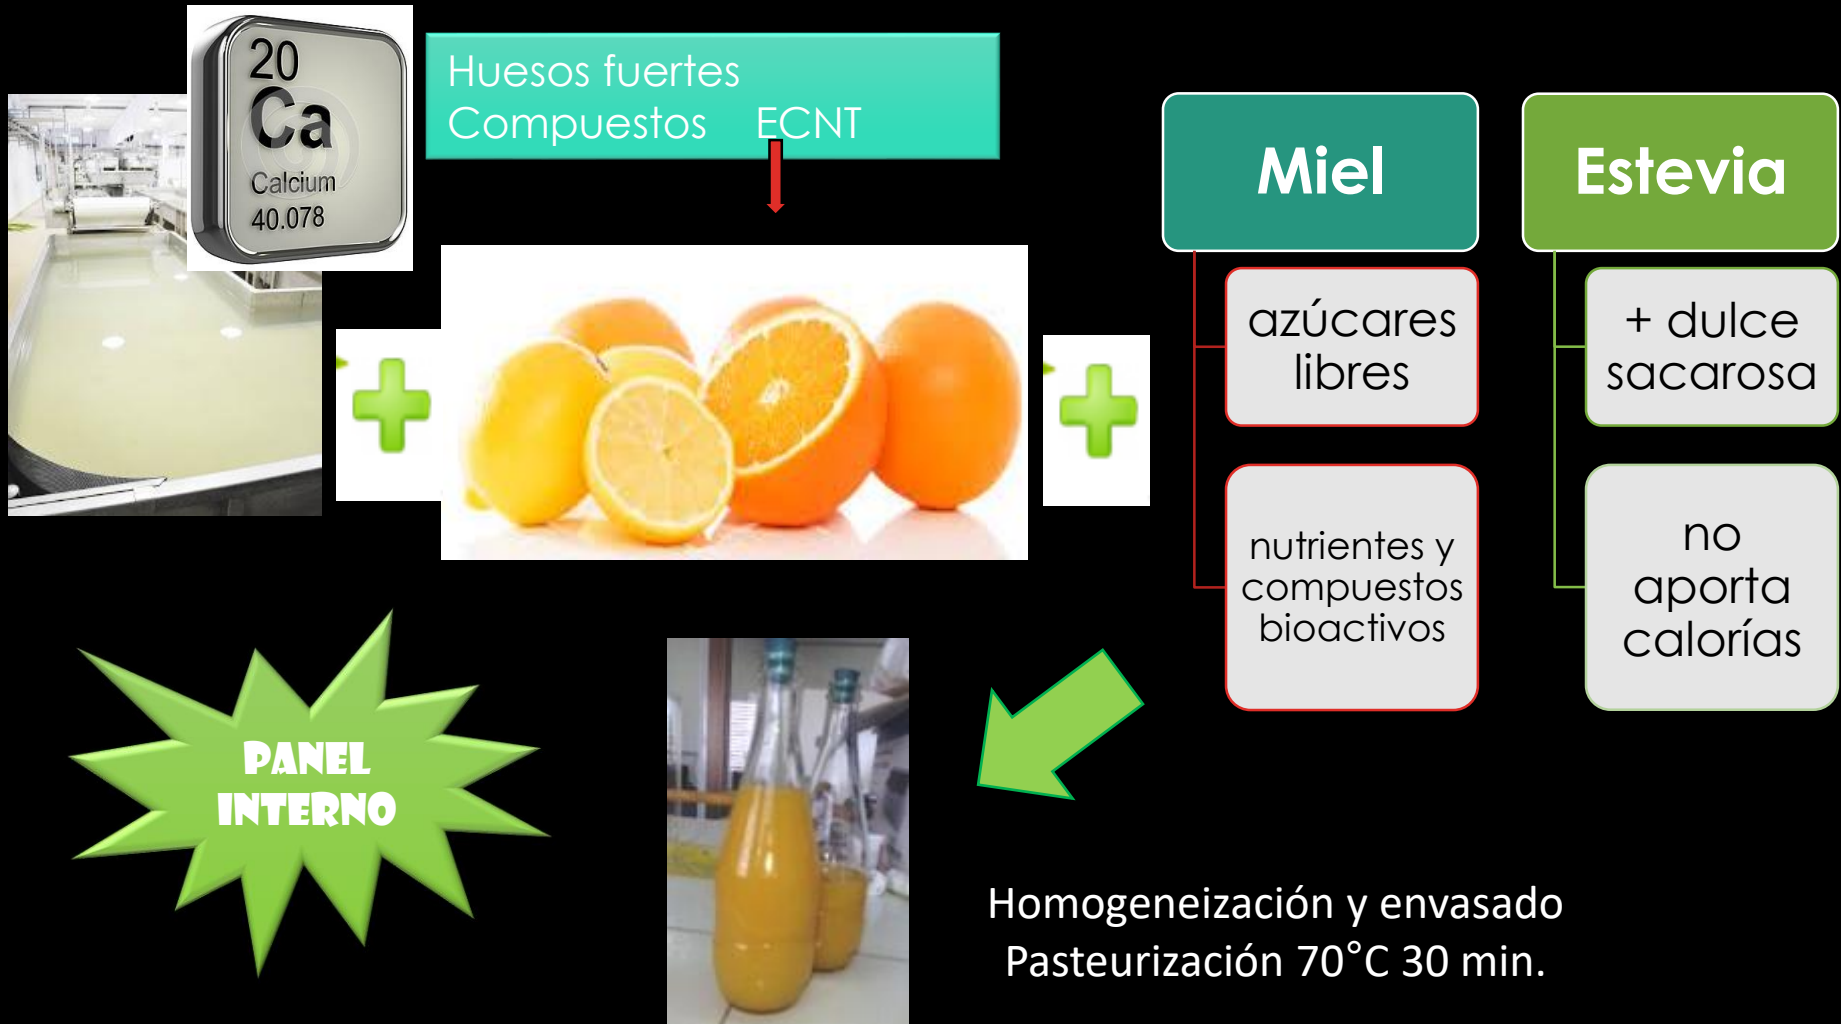 20
Ca
Calcium
40.078
Huesos fuertes
Compuestos ECNT
Miel
azúcares
libres
nutrientes y
compuestos
bioactivos
Estevia
+ dulce
sacarosa
no
aporta
calorías
PANEL
INTERNO
Homogeneización y envasado
Pasteurización 70°C 30 min.